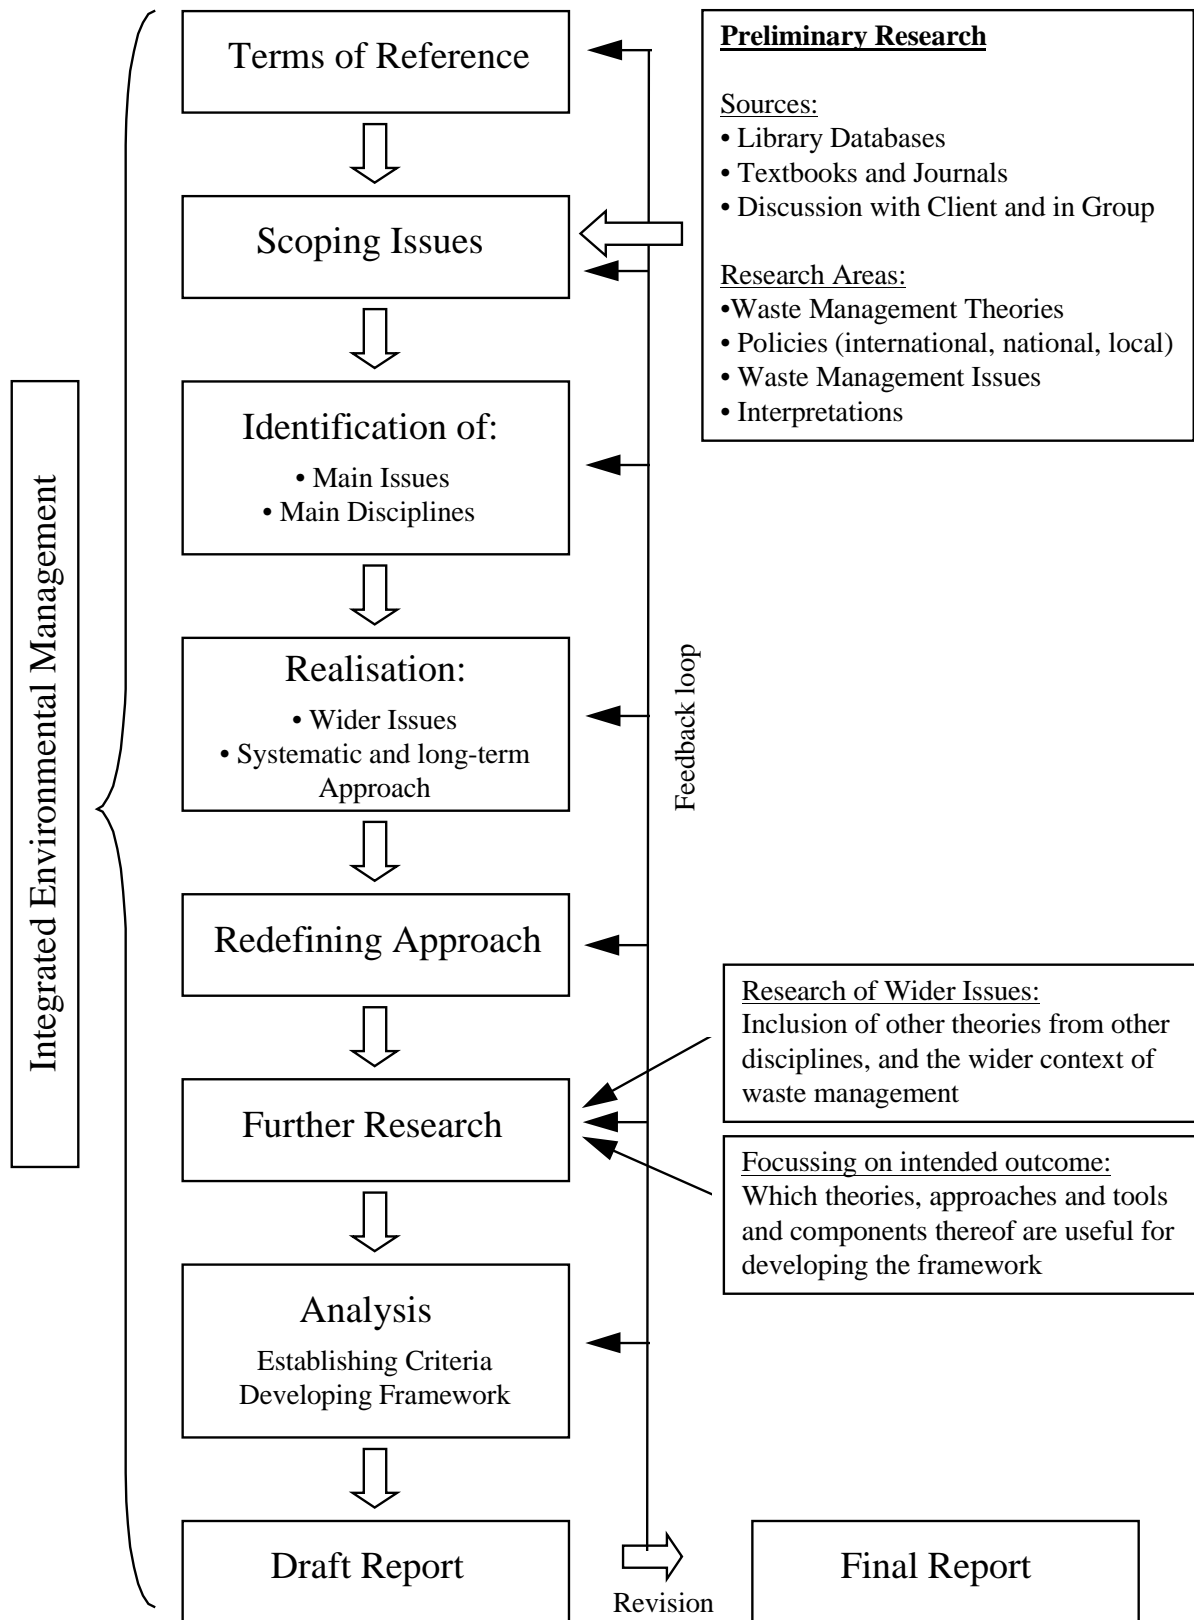 Terms of Reference
Preliminary Research
Sources:
• Library Databases
• Textbooks and Journals
• Discussion with Client and in Group
Research Areas:
•Waste Management Theories
• Policies (international, national, local)
• Waste Management Issues
• Interpretations
Scoping Issues
Identification of:
• Main Issues
• Main Disciplines
Integrated Environmental Management
Realisation:
• Wider Issues
• Systematic and long-term
Approach
Feedback loop
Redefining Approach
Research of Wider Issues:
Inclusion of other theories from other
disciplines, and the wider context of
waste management
Further Research
Focussing on intended outcome:
Which theories, approaches and tools
and components thereof are useful for
developing the framework
Analysis
Establishing Criteria
Developing Framework
Draft Report
Revision
Final Report